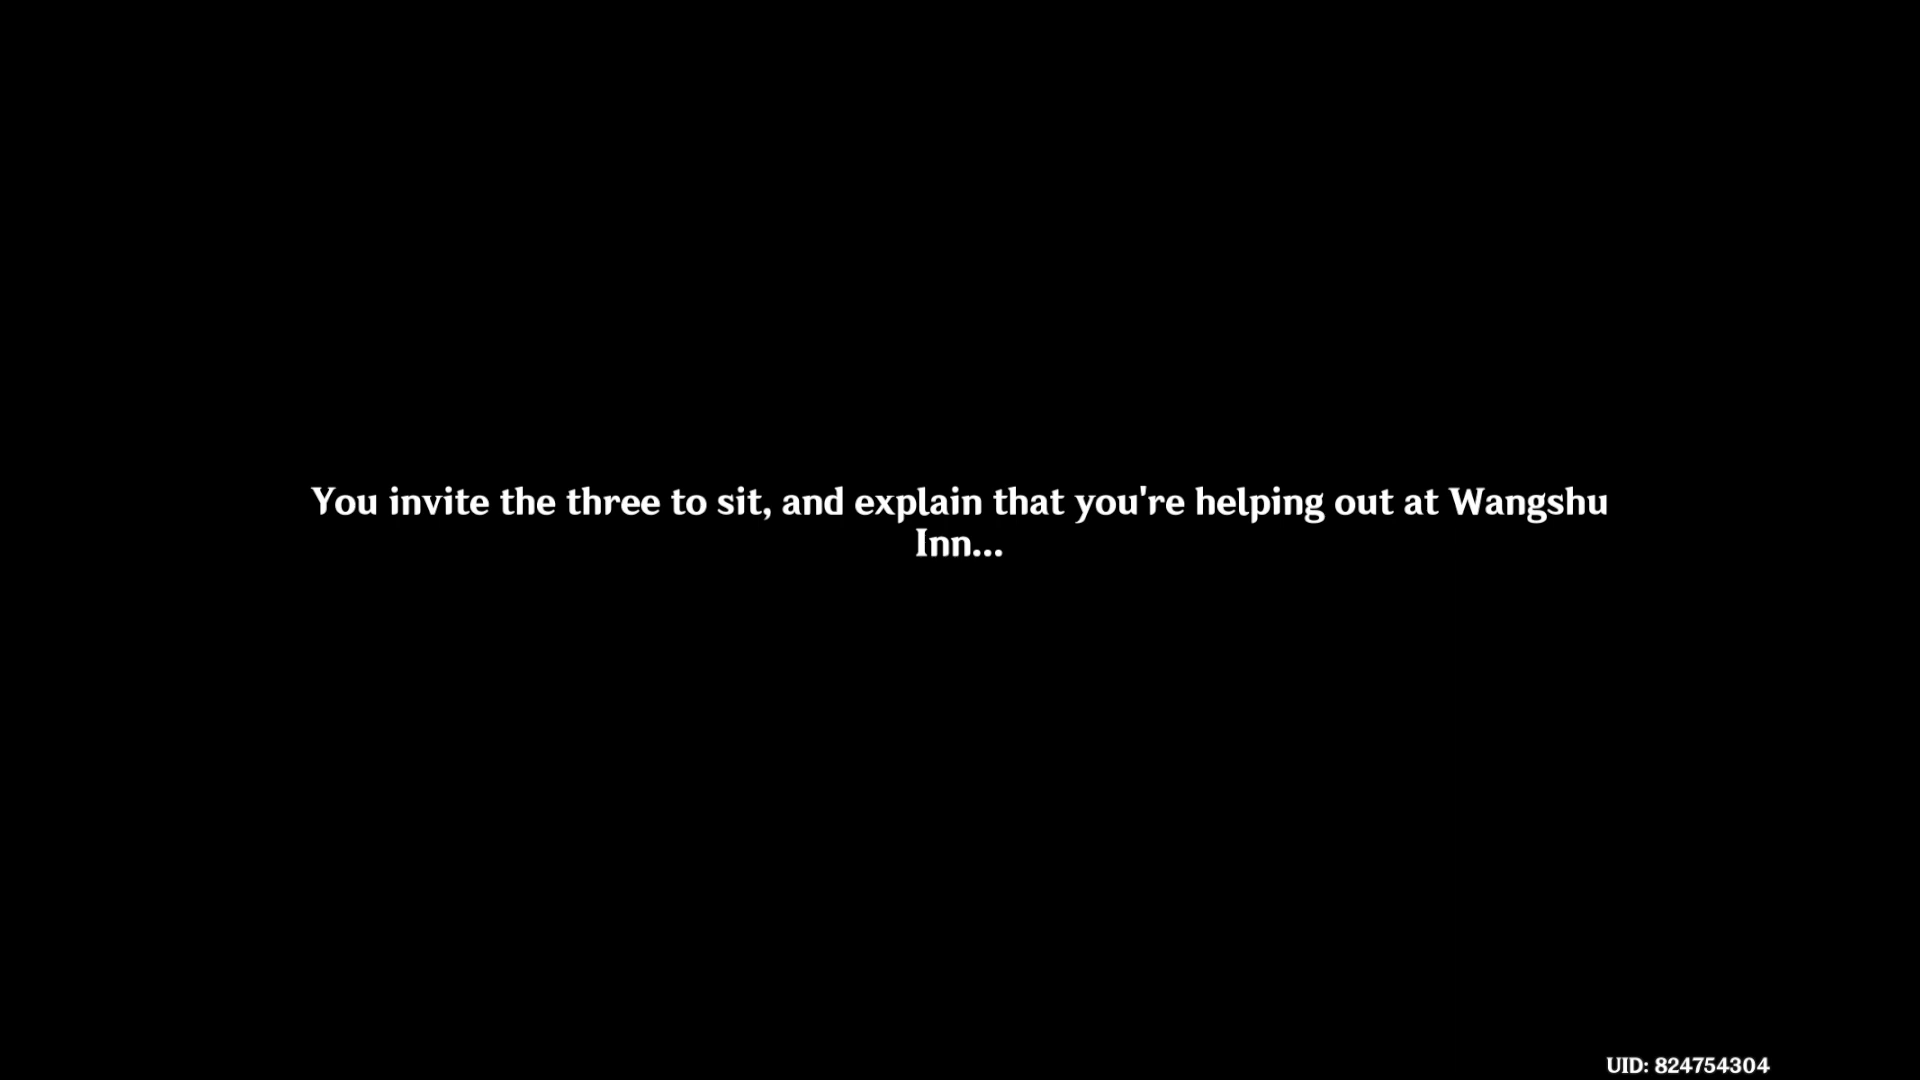 You invite the three to sit, and explain that you're helping out at Wangshu
Inn...
UID: 824754304